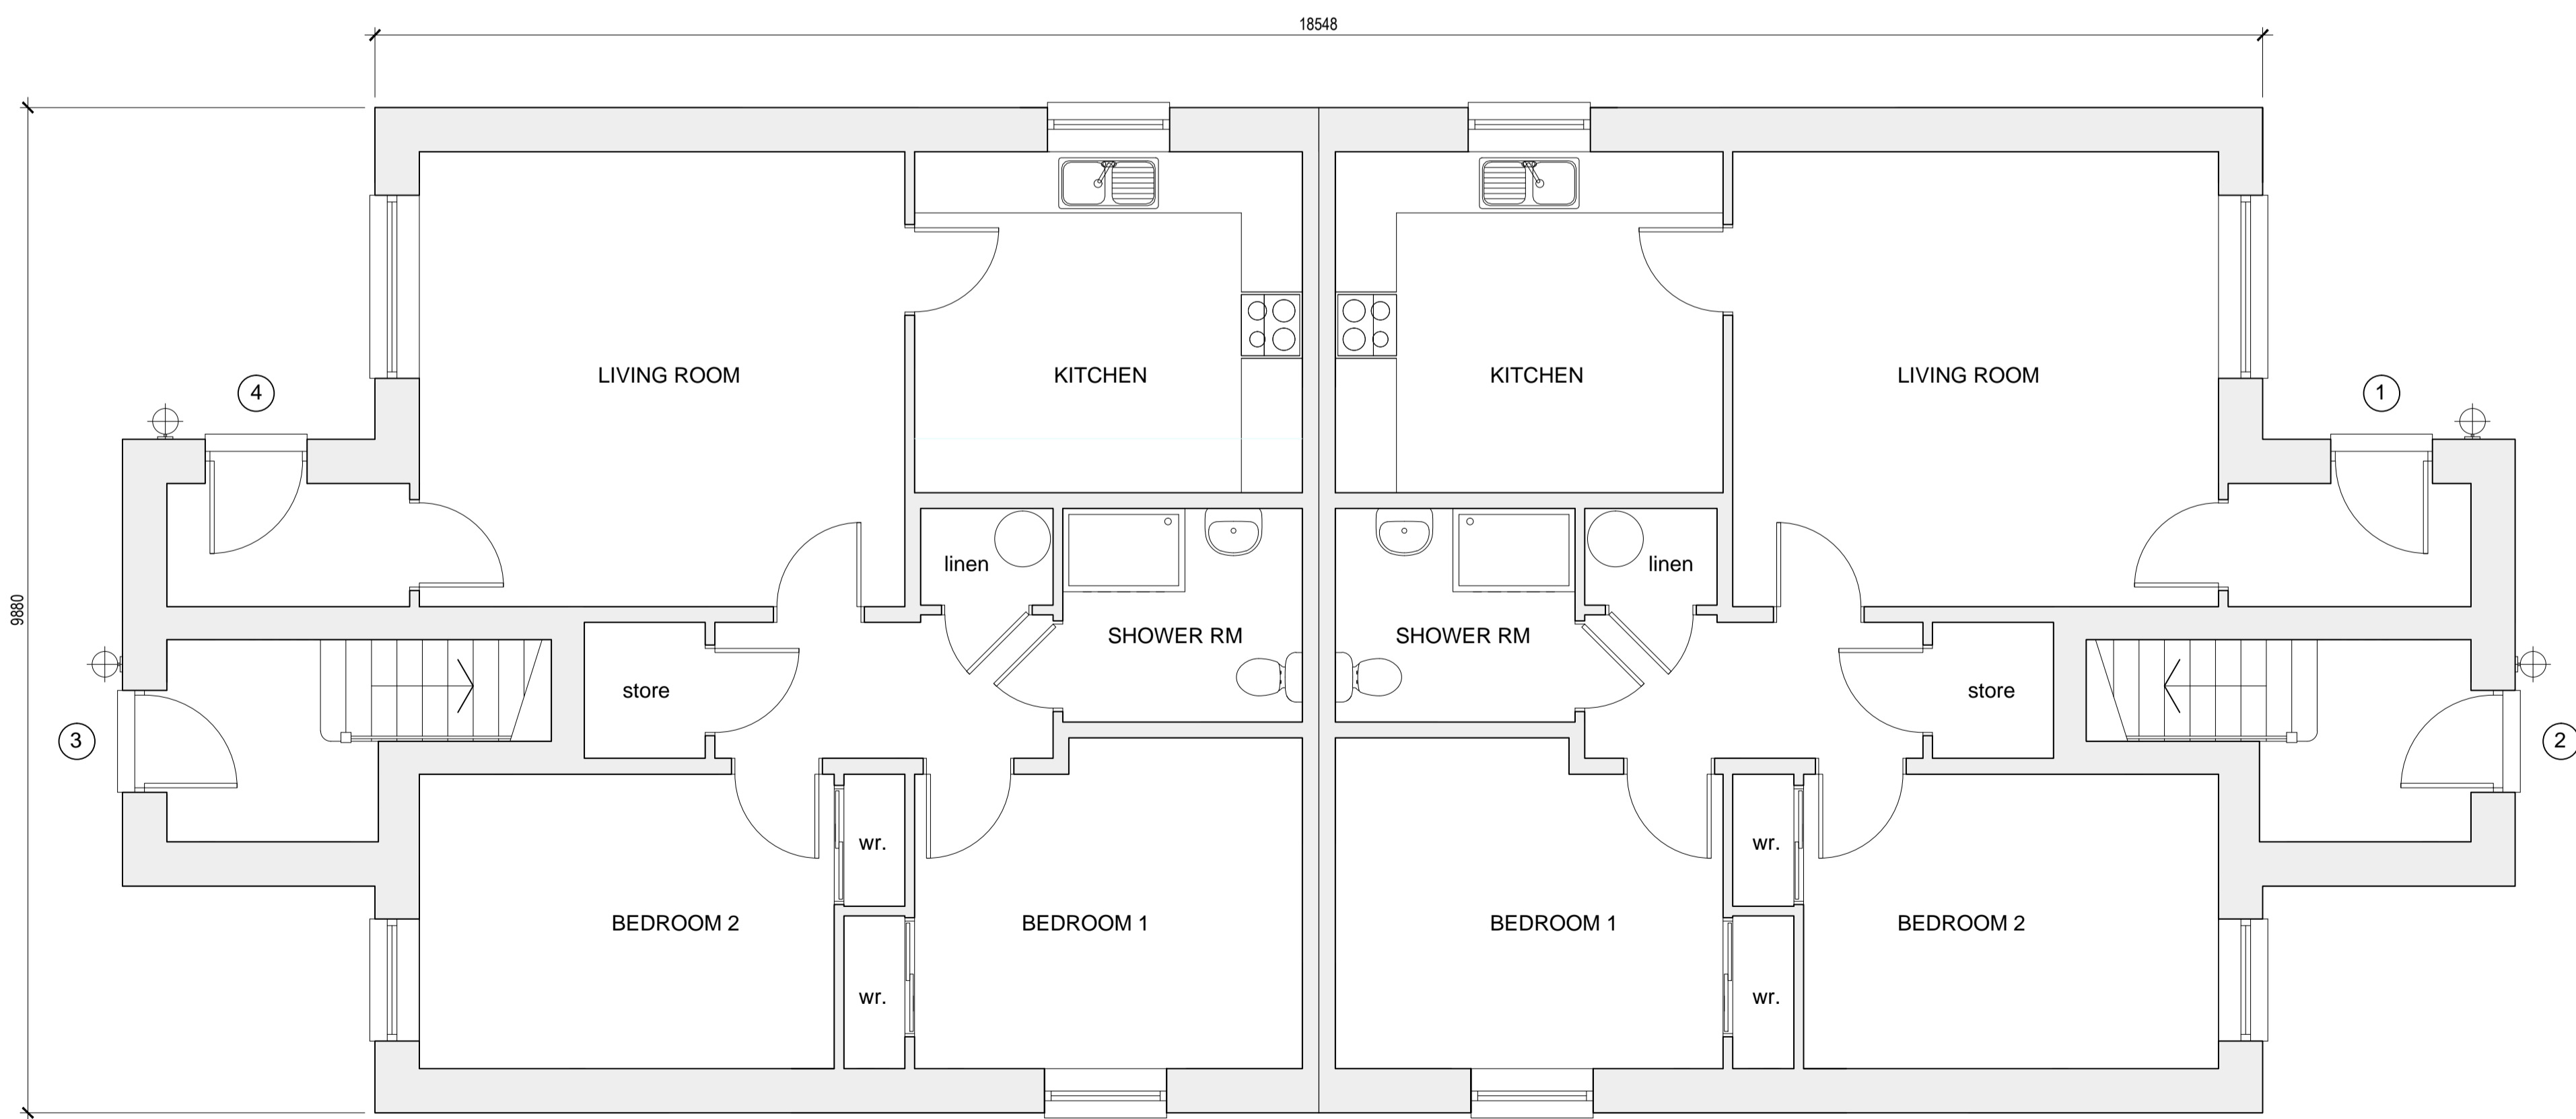 18548
9880
LIVING ROOM
KITCHEN
KITCHEN
LIVING ROOM
4
1
linen
linen
SHOWER RM
SHOWER RM
store
store
3
2
wr.
wr.
BEDROOM 2
BEDROOM 1
BEDROOM 1
BEDROOM 2
wr.
wr.